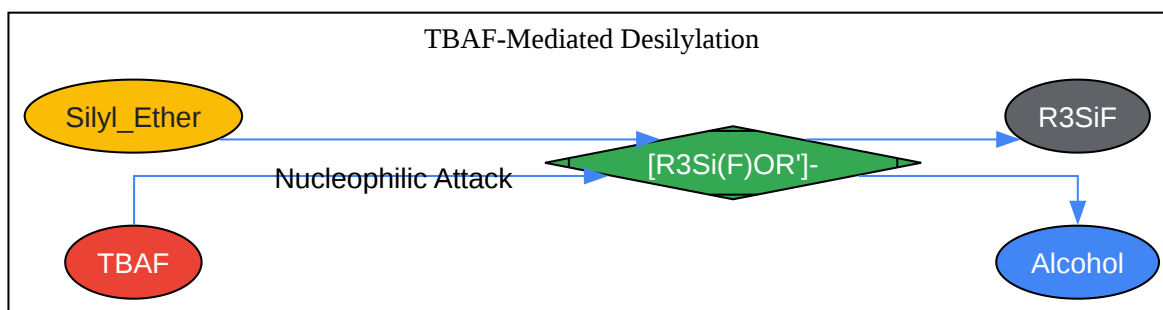 TBAF-Mediated Desilylation
Silyl_Ether
R3SiF
[R3Si(F)OR']-
Nucleophilic Attack
TBAF
Alcohol